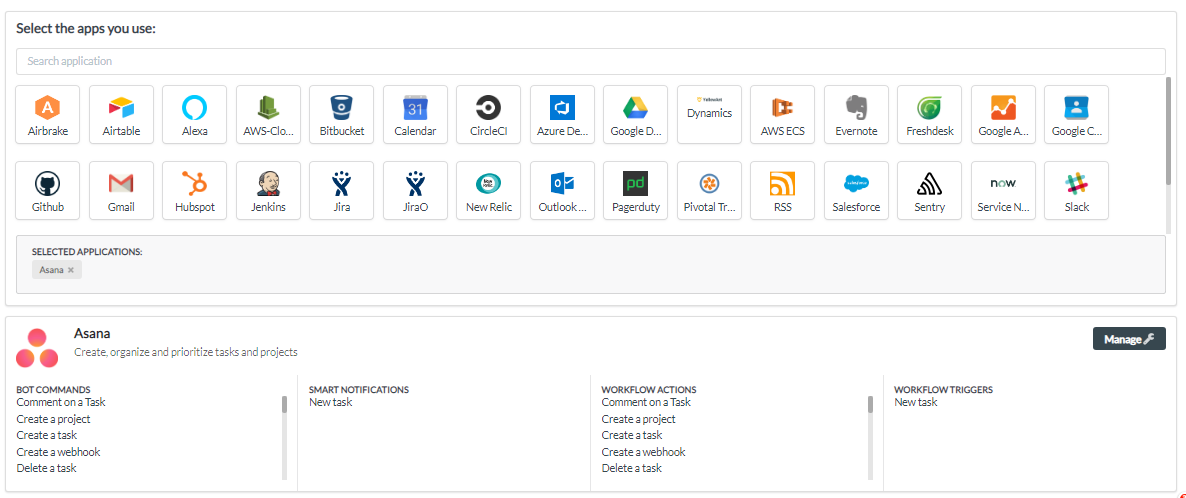 Select the apps you use:
Search application
Airbrake Airtable Alexa AWS-Clo... Bitbucket 31 Calendar CircleCI Azure De... Google D... Dynamics AWS ECS Evernote Freshdesk Google A... Google C...
Github Gmail Hubspot Jenkins Jira JiraO New Relic Outlook ... pd Pagerduty Pivotal Tr... RSS salesforce Salesforce Sentry now Service N... Slack
SELECTED APPLICATIONS:
Asana ×
Asana
Create, organize and prioritize tasks and projects
Manage
BOT COMMANDS
Comment on a Task
Create a project
Create a task
Create a webhook
Delete a task
SMART NOTIFICATIONS
New task
WORKFLOW ACTIONS
Comment on a Task
Create a project
Create a task
Create a webhook
Delete a task
WORKFLOW TRIGGERS
New task